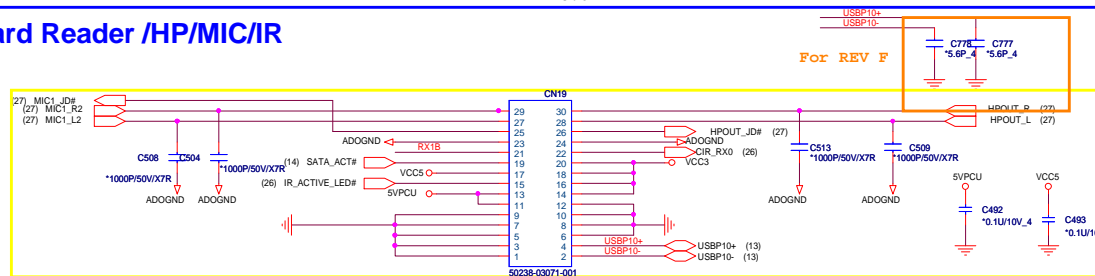 USBP10+
USBP10-
ard Reader /HP/MIC/IR
C778
*5.6P_4
C777
*5.6P_4
For REV F
CN19
(27) MIC1_JD#
(27) MIC1_R2
(27) MIC1_L2
29
27
25
23
21
19
17
15
13
11
9
7
5
3
1
30
28
26
24
22
20
18
16
14
12
10
8
6
4
2
HPOUT_R (27)
HPOUT_L (27)
HPOUT_JD# (27)
ADOGND
ADOGND
RX1B
CIR_RX0 (26)
(14) SATA_ACT#
VCC3
VCC5
(26) IR_ACTIVE_LED#
5VPCU
C508
*1000P/50V/X7R
C504
*1000P/50V/X7R
ADOGND
ADOGND
C513
*1000P/50V/X7R
C509
*1000P/50V/X7R
ADOGND
ADOGND
5VPCU
VCC5
C492
*0.1U/10V_4
C493
*0.1U/10
USBP10+
USBP10-
USBP10+ (13)
USBP10- (13)
50238-03071-001